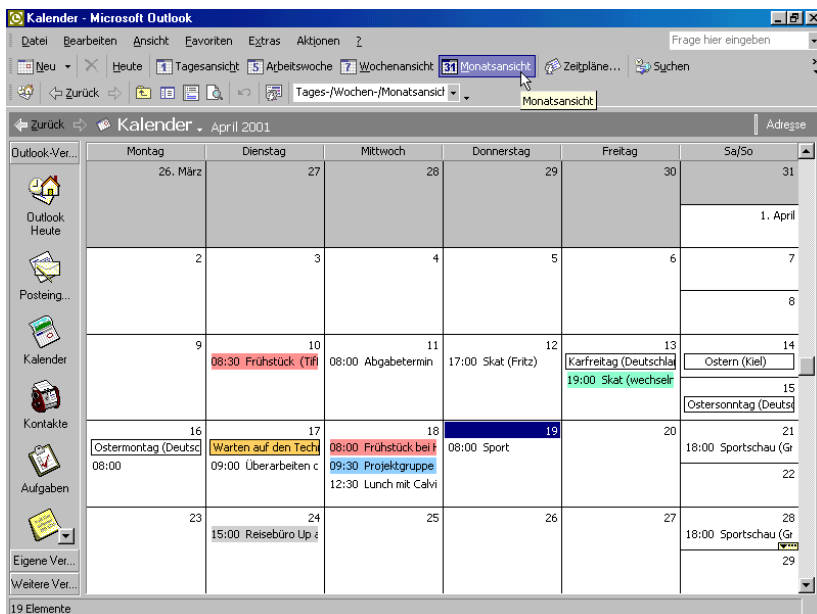 Kalender - Microsoft Outlook
Datei Bearbeiten Ansicht Favoriten Extras Aktionen ? Frage hier eingeben
Neu Heute 1 Tagesansicht 5 Arbeitswoche 7 Wochenansicht 31 Monatsansicht Zeitpläne... Suchen
Zurück Tages-/Wochen-/Monatsansicht
Monatsansicht
Zurück Kalender April 2001 Adresse
Outlook-Ver...
Outlook
Heute
Posteing...
Kalender
Kontakte
Aufgaben
Eigene Ver...
Weitere Ver...
Montag Dienstag Mittwoch Donnerstag Freitag Sa/So
26. März 27 28 29 30 31
1. April
2 3 4 5 6 7
8
9 10 11 12 13 14
08:30 Frühstück (Tiff 08:00 Abgabetermin 17:00 Skat (Fritz) Karfreitag (Deutschlan Ostern (Kiel)
19:00 Skat (wechseln
15
Ostersonntag (Deutsc
16 17 18 19 20 21
Ostermontag (Deutsc Warten auf den Techn 08:00 Frühstück bei H 08:00 Sport 18:00 Sportschau (Gr
08:00 09:00 Überarbeiten d 09:30 Projektgruppe
22
12:30 Lunch mit Calvi
23 24 25 26 27 28
15:00 Reisebüro Up a 18:00 Sportschau (Gr
29
19 Elemente